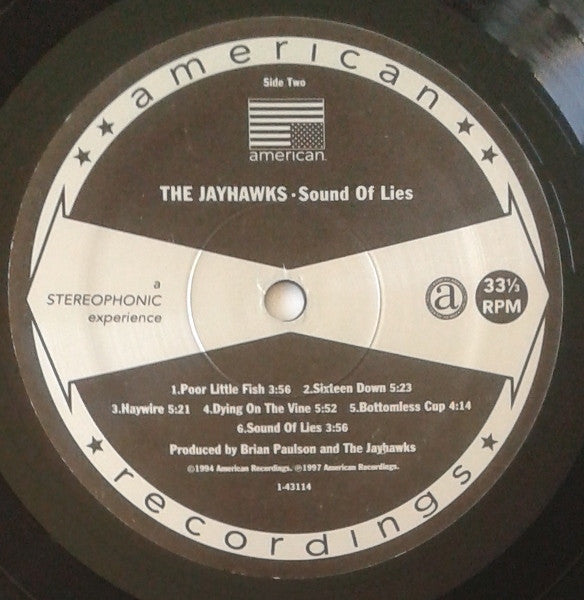 american
Side Two
american
THE JAYHAWKS · Sound Of Lies
a
STEREOPHONIC
experience
a
33⅓
RPM
1.Poor Little Fish 3:56 2.Sixteen Down 5:23
3.Haywire 5:21 4.Dying On The Vine 5:52 5.Bottomless Cup 4:14
6.Sound Of Lies 3:56
Produced by Brian Paulson and The Jayhawks
©1994 American Recordings. ℗1997 American Recordings.
1-43114
recordings